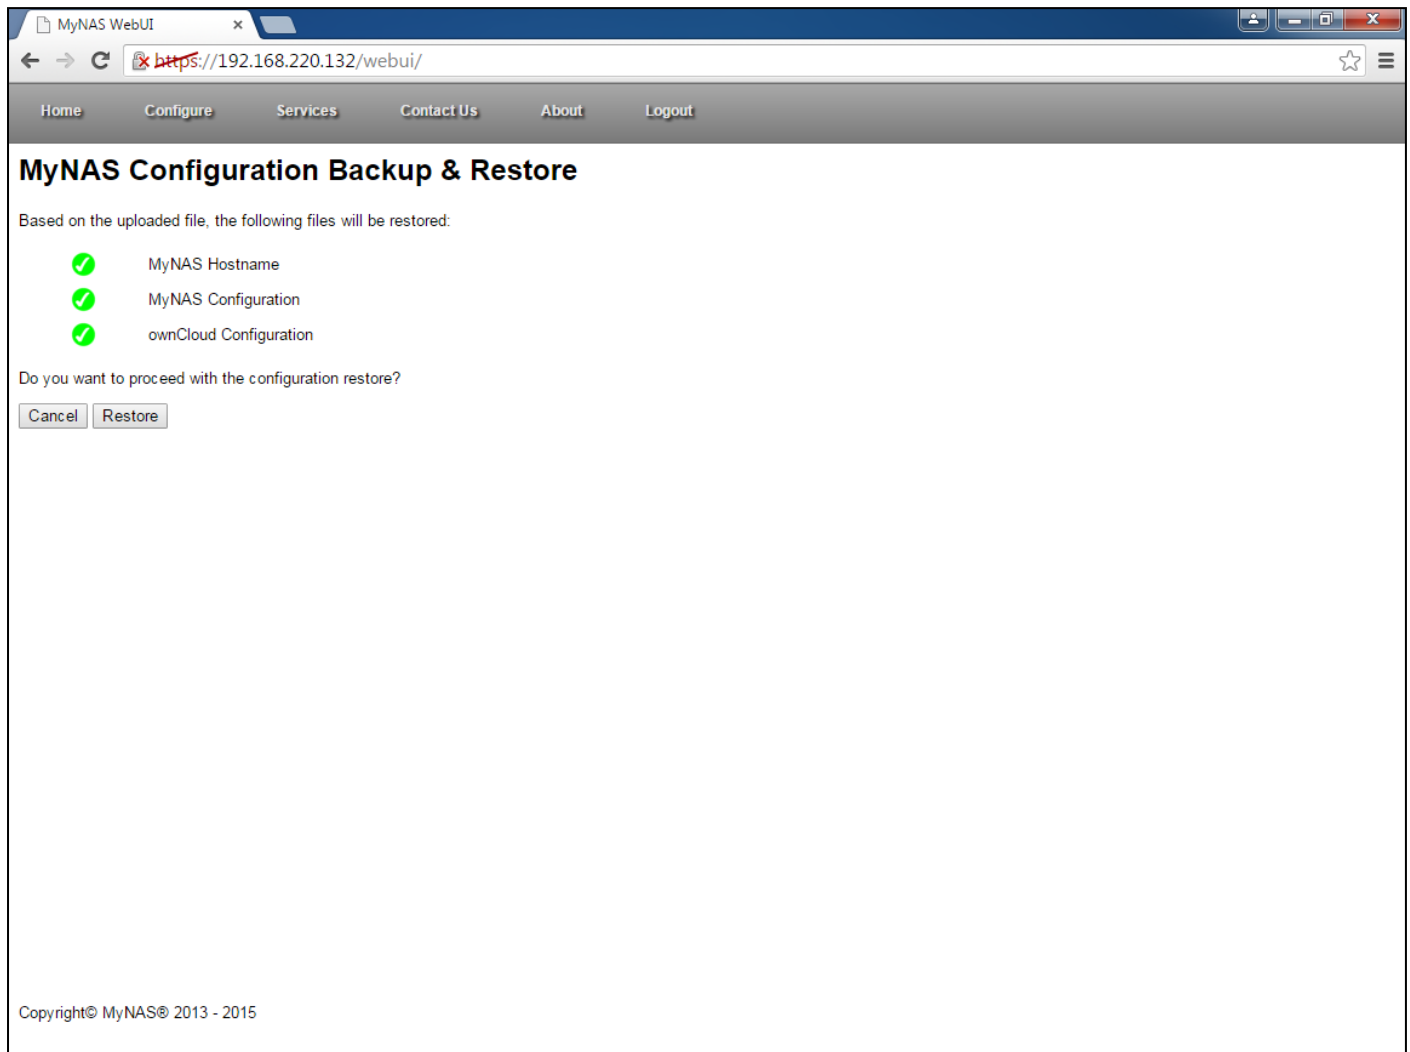 MyNAS WebUI
https://192.168.220.132/webui/
Home Configure Services Contact Us About Logout
MyNAS Configuration Backup & Restore
Based on the uploaded file, the following files will be restored:
MyNAS Hostname
MyNAS Configuration
ownCloud Configuration
Do you want to proceed with the configuration restore?
Cancel Restore
Copyright© MyNAS® 2013 - 2015